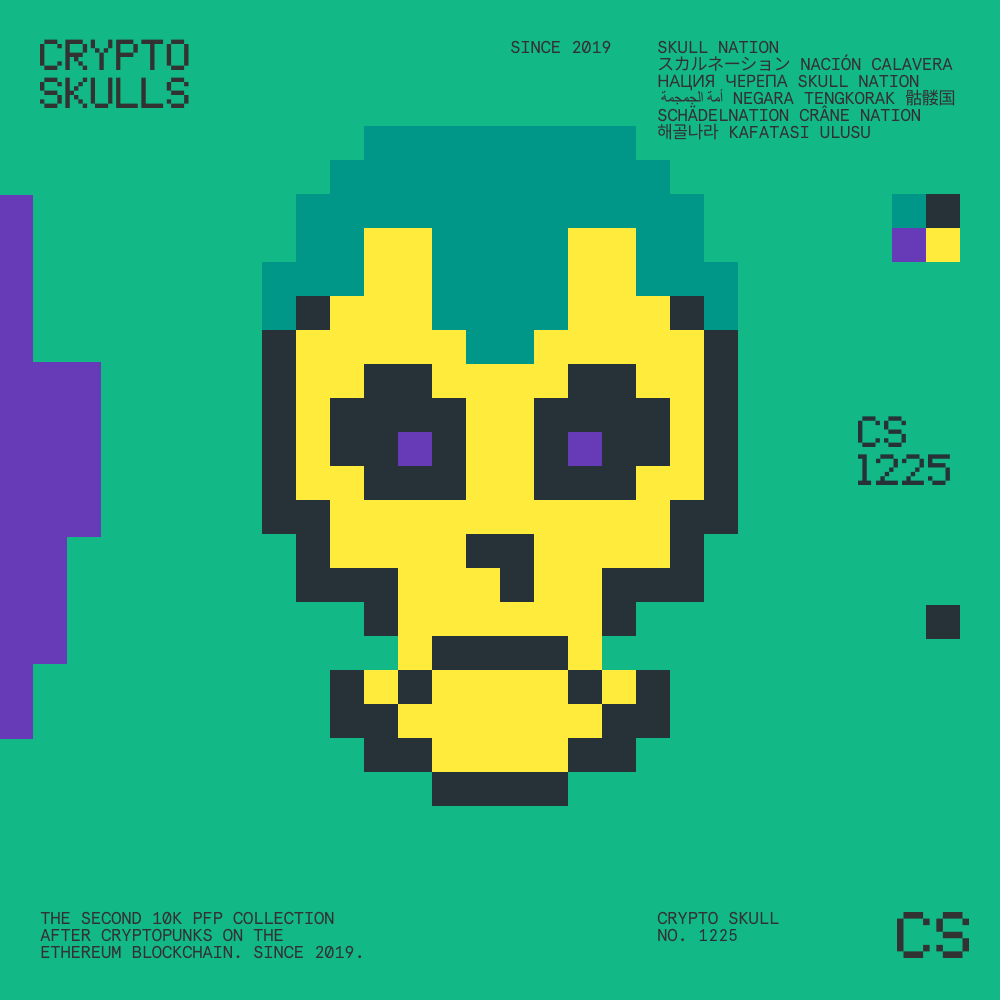 CRYPTO
SKULLS
SINCE 2019
SKULL NATION
スカルネーション NACIÓN CALAVERA
НАЦИЯ ЧЕРЕПА SKULL NATION
أمة الجمجمة NEGARA TENGKORAK 骷髅国
SCHÄDELNATION CRÂNE NATION
해골나라 KAFATASI ULUSU
CS
1225
THE SECOND 10K PFP COLLECTION
AFTER CRYPTOPUNKS ON THE
ETHEREUM BLOCKCHAIN. SINCE 2019.
CRYPTO SKULL
NO. 1225
CS